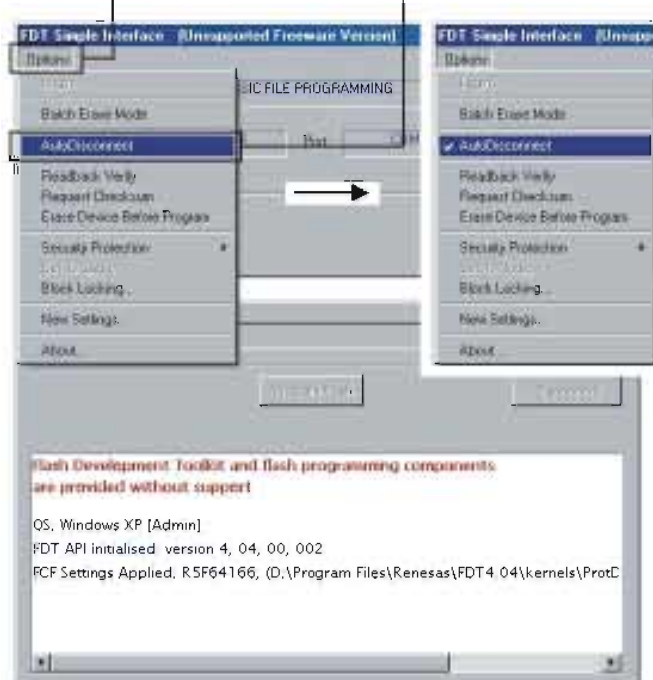 FDT Simple Interface (Unsupported Freeware Version)
Options
IC FILE PROGRAMMING
Batch Erase Mode
AutoDisconnect
Port
Readback Verify
Request Checksum
Erase Device Before Program
Security Protection
Block Locking...
New Settings...
About...
FDT Simple Interface (Unsupp
Options
Batch Erase Mode
✔ AutoDisconnect
Readback Verify
Request Checksum
Erase Device Before Program
Security Protection
Block Locking...
New Settings...
About...
Flash Development Toolkit and flash programming components
are provided without support
OS, Windows XP [Admin]
FDT API initialised version 4, 04, 00, 002
FCF Settings Applied, R5F64166, (D.\Program Files\Renesas\FDT4 04\kernels\ProtD